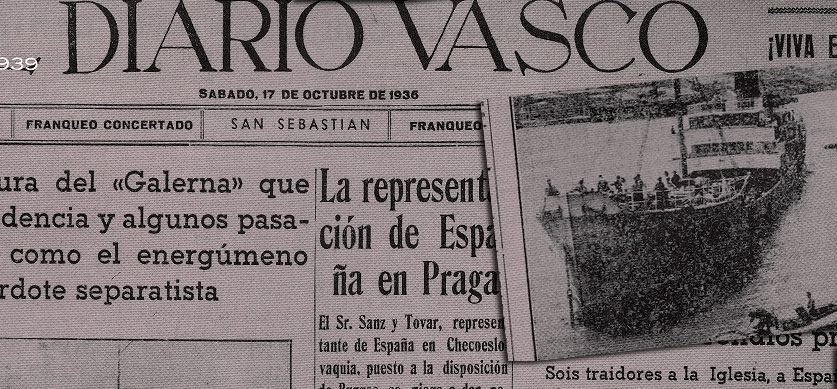 DIARIO VASCO
939
¡VIVA E
SABADO, 17 DE OCTUBRE DE 1936
FRANQUEO CONCERTADO
SAN SEBASTIAN
FRANQUEO
ura del «Galerna» que
dencia y algunos pasa-
como el energúmeno
rdote separatista
La represent
ción de Espa
ña en Praga
El Sr. Sanz y Tovar, represen
tante de España en Checoeslo
vaquia, puesto a la disposición
Sois traidores a la Iglesia, a Espa